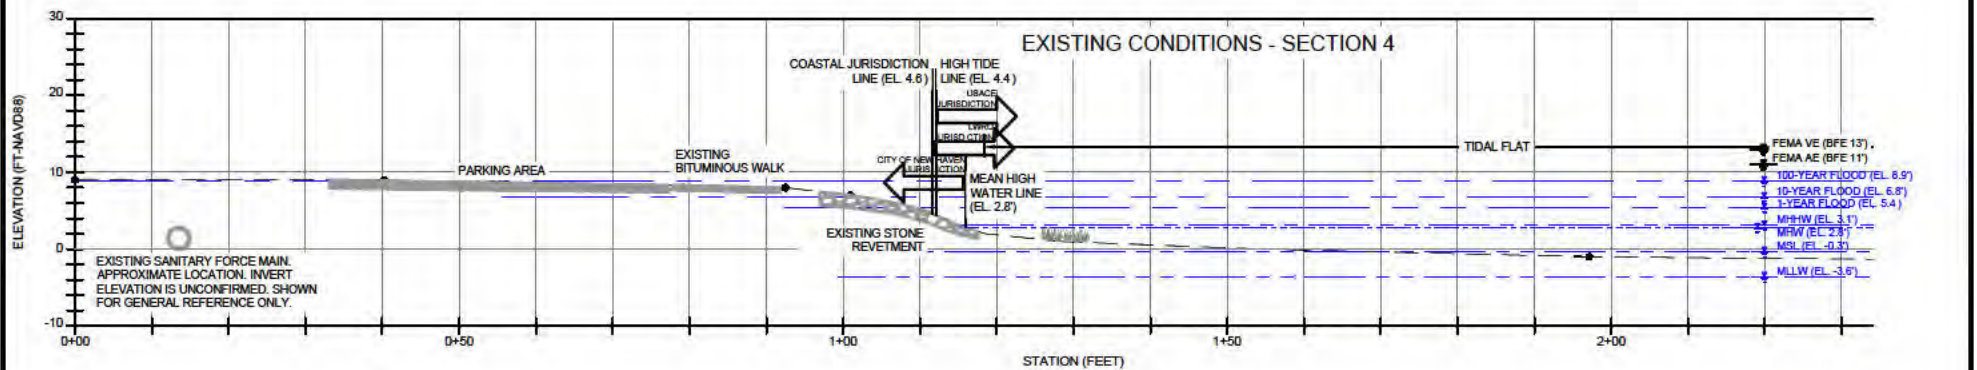 30
EXISTING CONDITIONS - SECTION 4
COASTAL JURISDICTION
LINE (EL. 4.6)
HIGH TIDE
LINE (EL. 4.4)
20
USACE
JURISDICTION
LWRD
JURISDICTION
TIDAL FLAT
FEMA VE (BFE 13')
FEMA AE (BFE 11')
EXISTING
BITUMINOUS WALK
PARKING AREA
CITY OF NEW HAVEN
JURISDICTION
MEAN HIGH
WATER LINE
(EL. 2.8')
10
100-YEAR FLOOD (EL. 8.9')
10-YEAR FLOOD (EL. 6.8')
1-YEAR FLOOD (EL. 5.4)
MHHW (EL. 3.1')
MHW (EL. 2.8')
MSL (EL. -0.3')
MLLW (EL. -3.6')
EXISTING STONE
REVETMENT
0
EXISTING SANITARY FORCE MAIN.
APPROXIMATE LOCATION. INVERT
ELEVATION IS UNCONFIRMED. SHOWN
FOR GENERAL REFERENCE ONLY.
-10
ELEVATION (FT-NAVD88)
0+00
0+50
1+00
1+50
2+00
STATION (FEET)